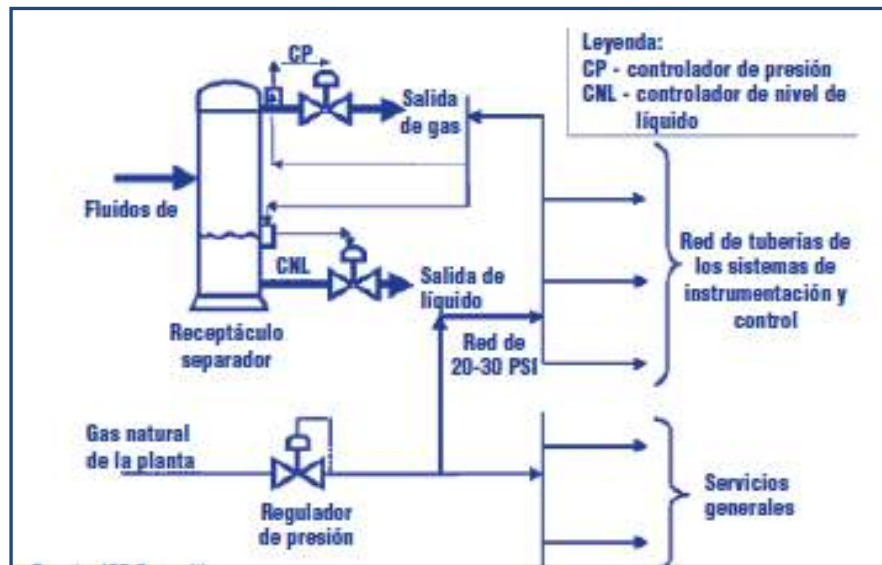 CP
Leyenda:
CP - controlador de presión
CNL - controlador de nivel de
líquido
Salida
de gas
Fluidos de
CNL
Salida de
líquido
Receptáculo
separador
Red de
20-30 PSI
Red de tuberías de
los sistemas de
instrumentación y
control
Gas natural
de la planta
Regulador
de presión
Servicios
generales